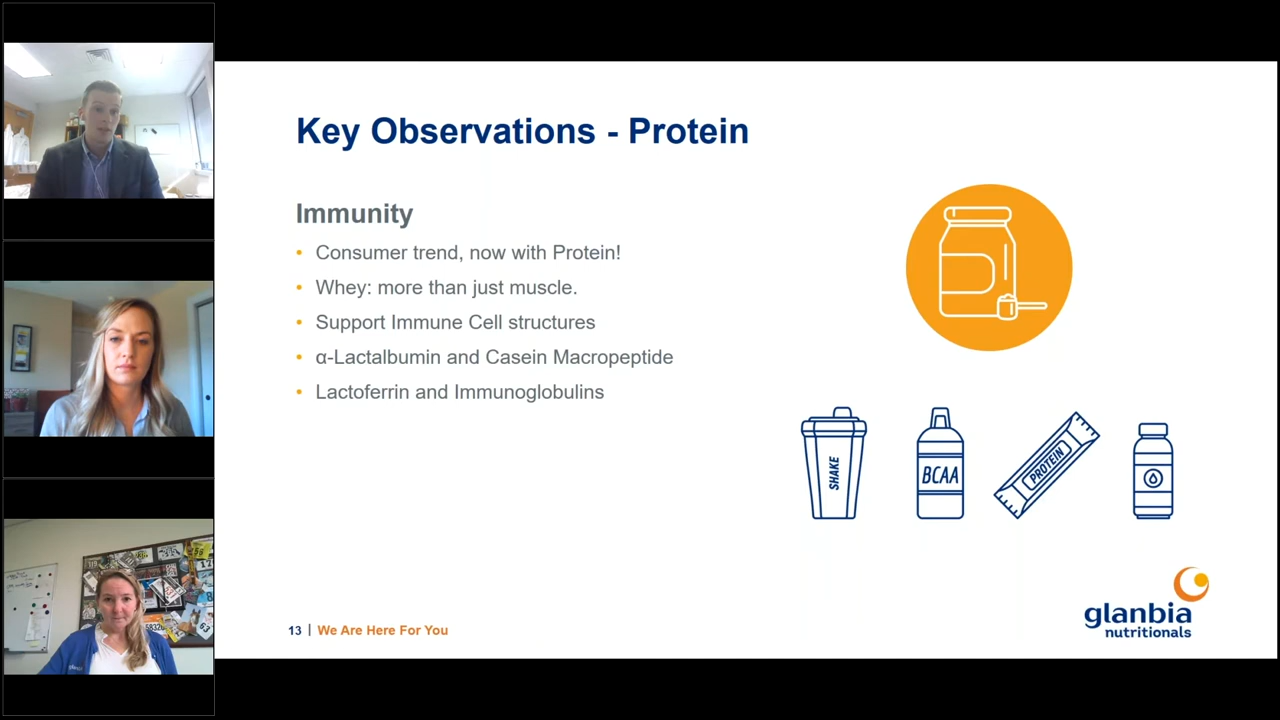 Key Observations - Protein
Immunity
• Consumer trend, now with Protein!
• Whey: more than just muscle.
• Support Immune Cell structures
• α-Lactalbumin and Casein Macropeptide
• Lactoferrin and Immunoglobulins
SHAKE
BCAA
PROTEIN
13 | We Are Here For You
glanbia
nutritionals